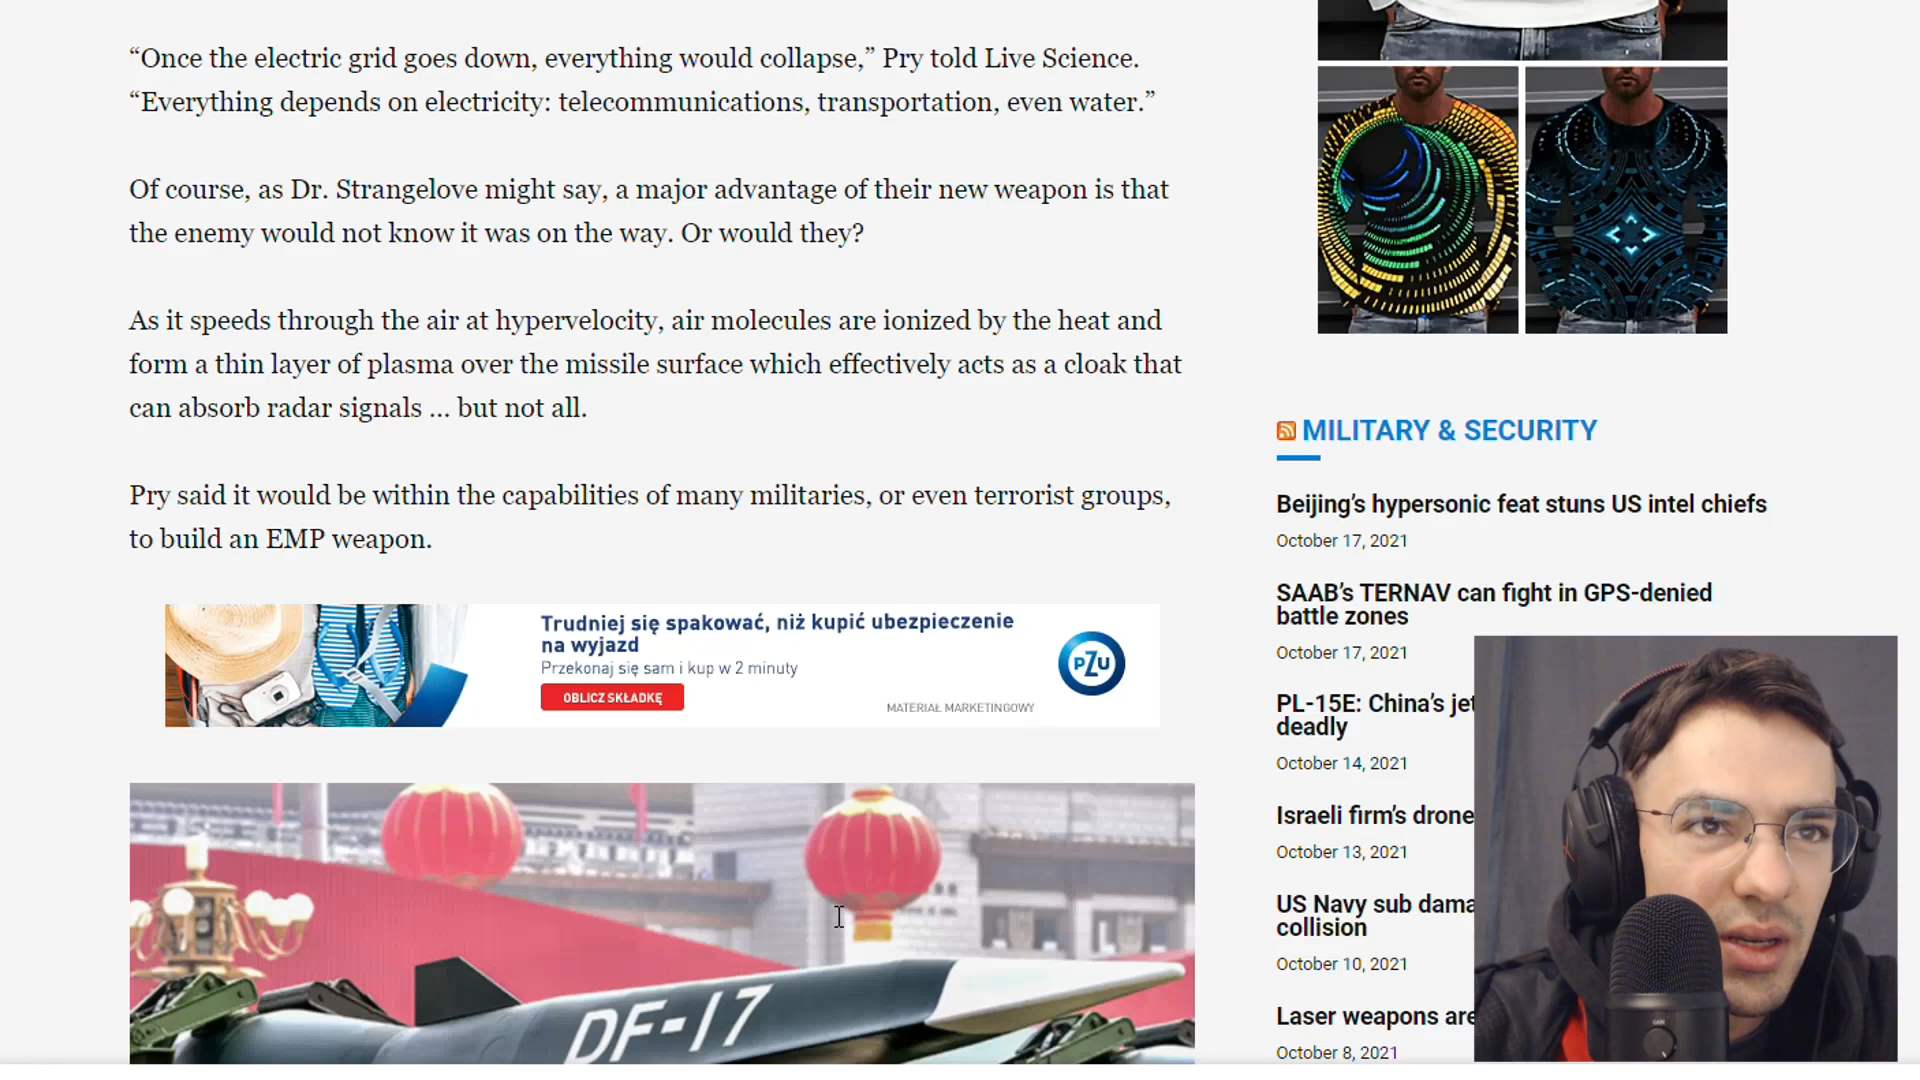 “Once the electric grid goes down, everything would collapse,” Pry told Live Science.
“Everything depends on electricity: telecommunications, transportation, even water.”
Of course, as Dr. Strangelove might say, a major advantage of their new weapon is that
the enemy would not know it was on the way. Or would they?
As it speeds through the air at hypervelocity, air molecules are ionized by the heat and
form a thin layer of plasma over the missile surface which effectively acts as a cloak that
can absorb radar signals … but not all.
Pry said it would be within the capabilities of many militaries, or even terrorist groups,
to build an EMP weapon.
Trudniej się spakować, niż kupić ubezpieczenie
na wyjazd
Przekonaj się sam i kup w 2 minuty
OBLICZ SKŁADKĘ
MATERIAŁ MARKETINGOWY
PZU
DF-17
MILITARY & SECURITY
Beijing’s hypersonic feat stuns US intel chiefs
October 17, 2021
SAAB’s TERNAV can fight in GPS-denied
battle zones
October 17, 2021
PL-15E: China’s jet
deadly
October 14, 2021
Israeli firm’s drone
October 13, 2021
US Navy sub dama
collision
October 10, 2021
Laser weapons are
October 8, 2021